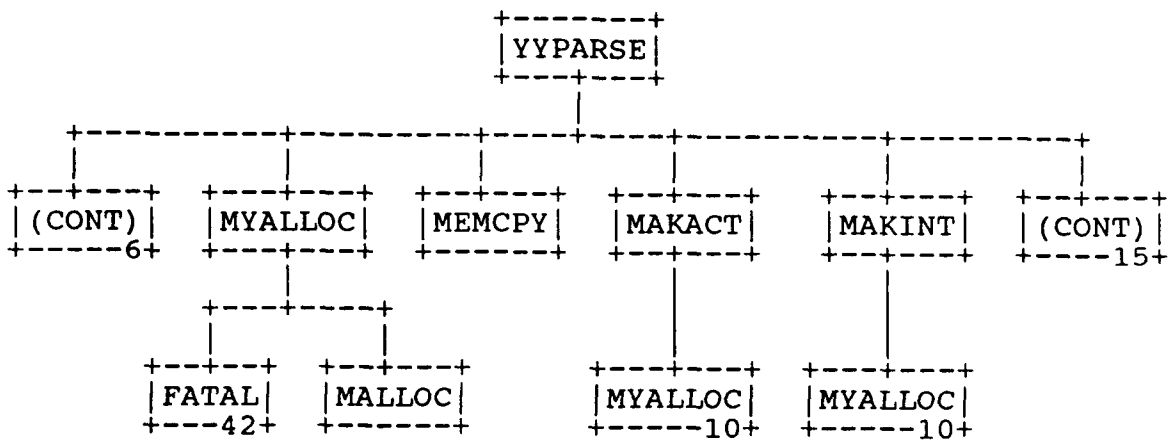 YYPARSE
(CONT) MYALLOC MEMCPY MAKACT MAKINT (CONT)
6 15
FATAL MALLOC MYALLOC MYALLOC
42 10 10